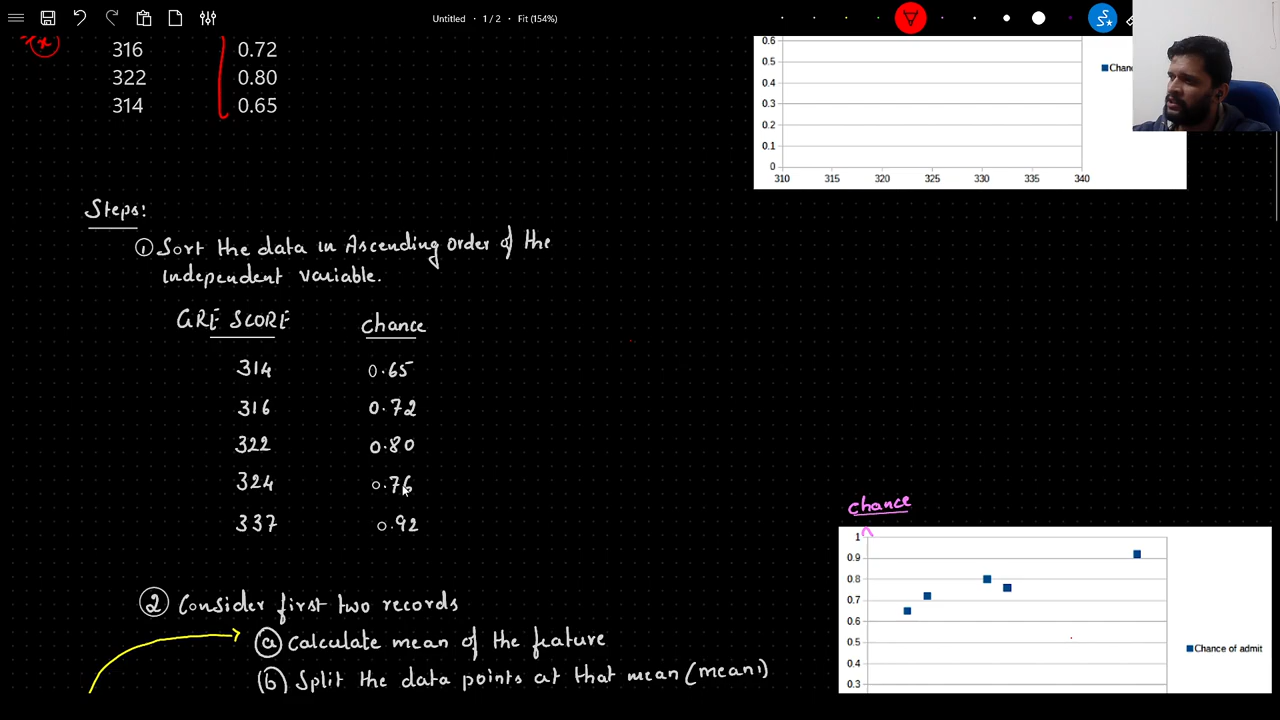 Untitled · 1 / 2 · Fit (154%)
316 0.72
322 0.80
314 0.65
0.6
0.5
0.4
0.3
0.2
0.1
0
310 315 320 325 330 335 340
Chanc
Steps:
① Sort the data in Ascending Order of the
independent variable.
GRE SCORE Chance
314 0.65
316 0.72
322 0.80
324 0.76
337 0.92
② Consider first two records
ⓐ Calculate mean of the feature
(b) Split the data points at that mean (mean1)
chance
1
0.9
0.8
0.7
0.6
0.5
0.4
0.3
Chance of admit